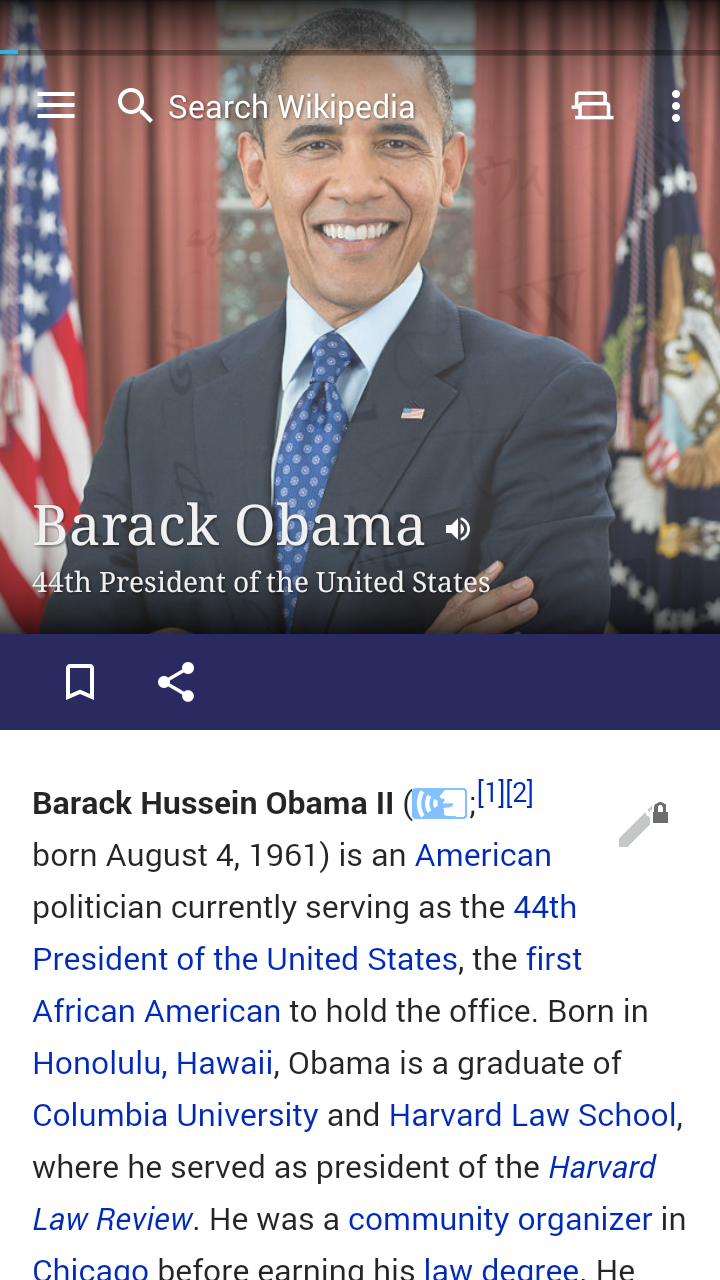 Search Wikipedia
Barack Obama
44th President of the United States
Barack Hussein Obama II (;[1][2]
born August 4, 1961) is an American
politician currently serving as the 44th
President of the United States, the first
African American to hold the office. Born in
Honolulu, Hawaii, Obama is a graduate of
Columbia University and Harvard Law School,
where he served as president of the Harvard
Law Review. He was a community organizer in
Chicago before earning his law degree. He